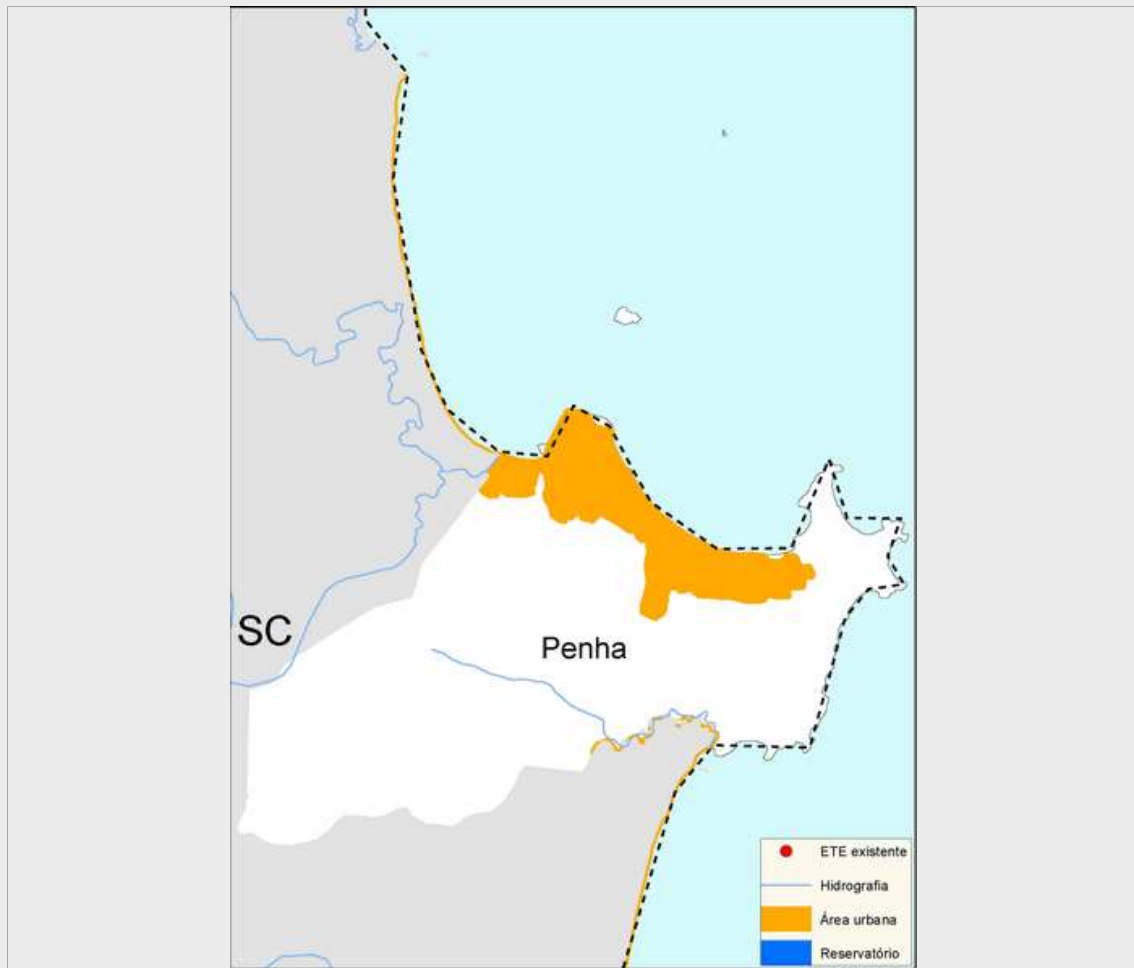 SC
Penha
ETE existente
Hidrografia
Área urbana
Reservatório